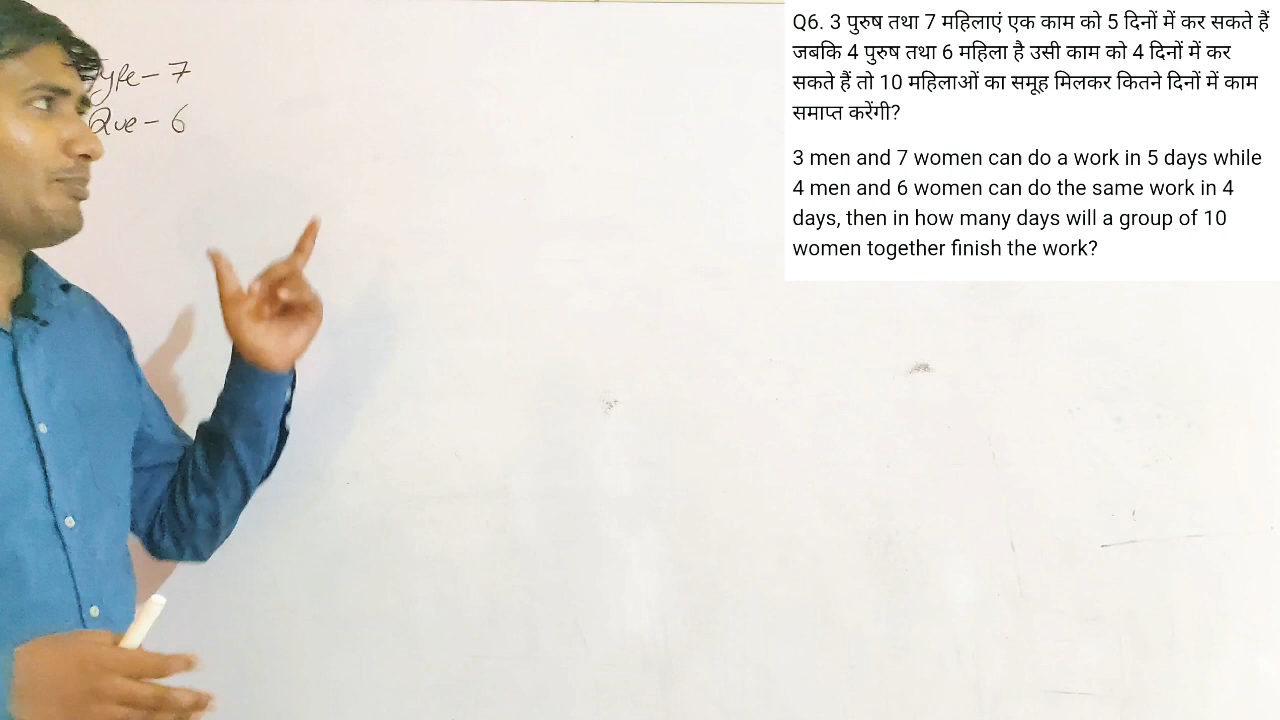 Type - 7
Que - 6
Q6. 3 पुरुष तथा 7 महिलाएं एक काम को 5 दिनों में कर सकते हैं
जबकि 4 पुरुष तथा 6 महिला है उसी काम को 4 दिनों में कर
सकते हैं तो 10 महिलाओं का समूह मिलकर कितने दिनों में काम
समाप्त करेंगी?
3 men and 7 women can do a work in 5 days while
4 men and 6 women can do the same work in 4
days, then in how many days will a group of 10
women together finish the work?